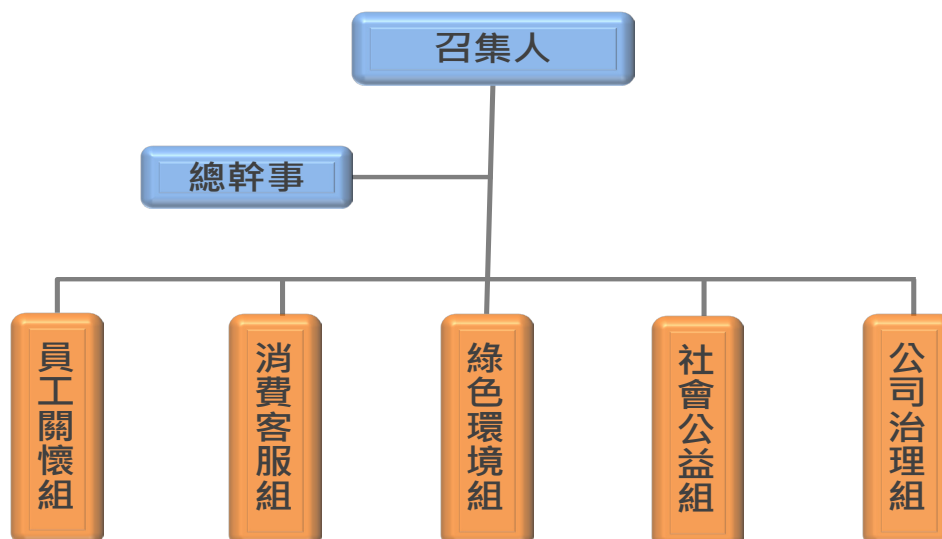 召集人
總幹事
員工關懷組
消費客服組
綠色環境組
社會公益組
公司治理組